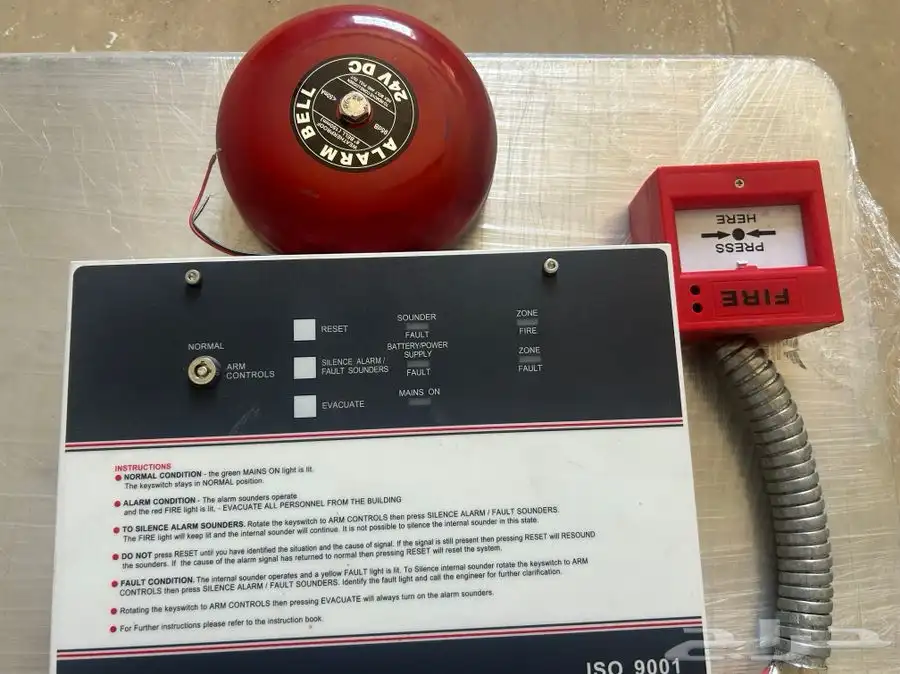 ALARM BELL
24V DC
WEATHERPROOF
6" BELL (150mm)
95dB
PRESS
HERE
FIRE
NORMAL
ARM
CONTROLS
RESET
SILENCE ALARM /
FAULT SOUNDERS
EVACUATE
SOUNDER
FAULT
BATTERY/POWER
SUPPLY
FAULT
MAINS ON
ZONE
FIRE
ZONE
FAULT
INSTRUCTIONS
NORMAL CONDITION - the green MAINS ON light is lit.
The keyswitch stays in NORMAL position.
ALARM CONDITION - The alarm sounders operate
and the red FIRE light is lit. - EVACUATE ALL PERSONNEL FROM THE BUILDING
TO SILENCE ALARM SOUNDERS. Rotate the keyswitch to ARM CONTROLS then press SILENCE ALARM / FAULT SOUNDERS.
The FIRE light will keep lit and the internal sounder will continue. It is not possible to silence the internal sounder in this state.
DO NOT press RESET until you have identified the situation and the cause of signal. If the signal is still present then pressing RESET will RESOUND
the sounders. If the cause of the alarm signal has returned to normal then pressing RESET will reset the system.
FAULT CONDITION. The internal sounder operates and a yellow FAULT light is lit. To Silence internal sounder rotate the keyswitch to ARM
CONTROLS then press SILENCE ALARM / FAULT SOUNDERS. Identify the fault light and call the engineer for further clarification.
Rotating the keyswitch to ARM CONTROLS then pressing EVACUATE will always turn on the alarm sounders.
For Further instructions please refer to the instruction book.
ISO 9001
حراج